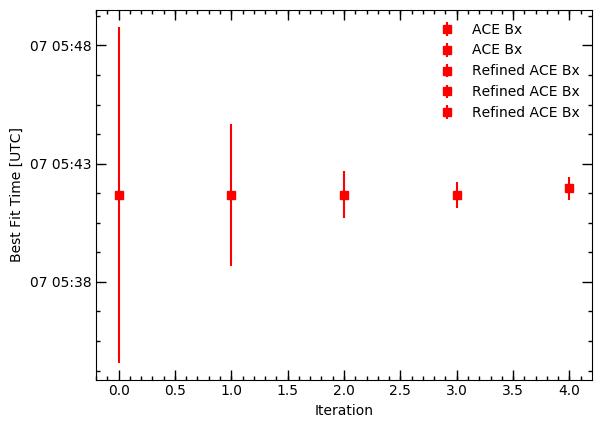 ACE Bx
ACE Bx
Refined ACE Bx
Refined ACE Bx
Refined ACE Bx
07 05:48
07 05:43
07 05:38
Best Fit Time [UTC]
0.0 0.5 1.0 1.5 2.0 2.5 3.0 3.5 4.0
Iteration